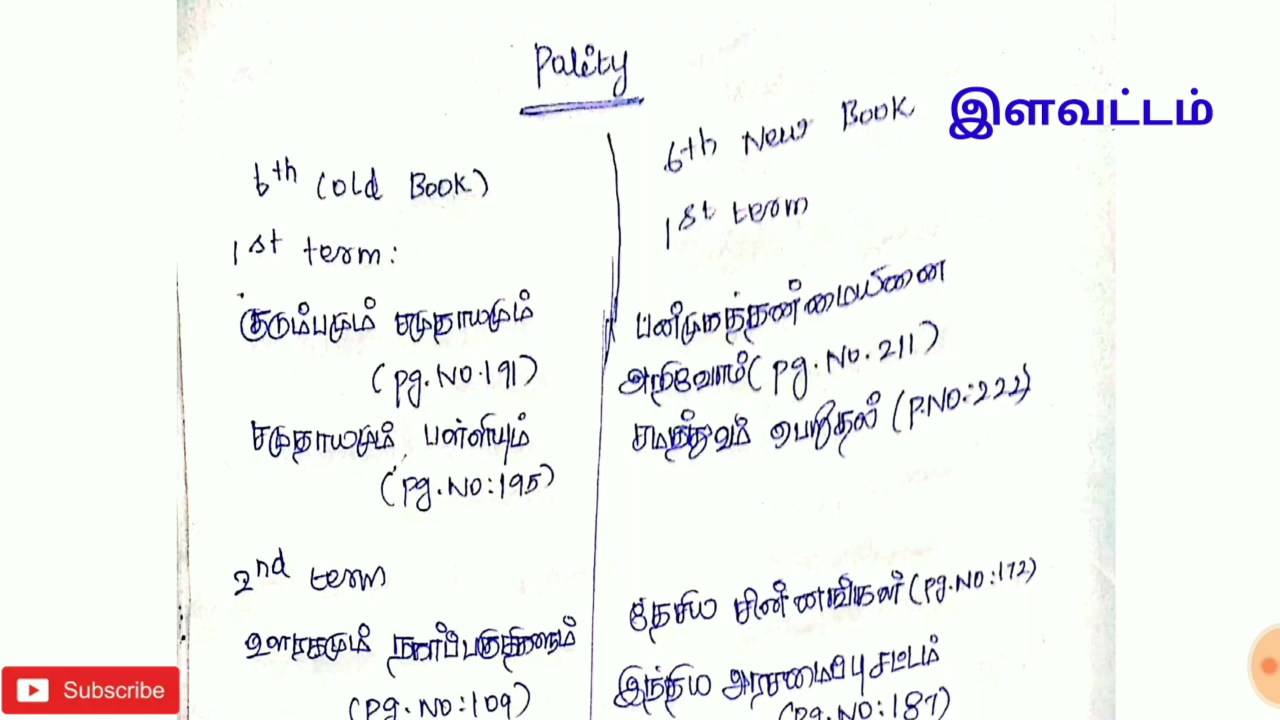 Polity
இளவட்டம்
6th (old Book)
1st term:
குடும்பமும் சமுதாயமும்
(pg.NO:191)
சமுதாயமும் பள்ளியும்
(pg.NO:195)
2nd term
ஊரகமும் நகர்ப்பகுதிகளும்
(pg.NO:109)
6th New Book
1st term
பன்முகத்தன்மையினை
அறிவோம் (pg.NO.211)
சமத்துவம் பெறுதல் (P.NO:222)
தேசிய சின்னங்கள் (pg.NO:172)
இந்திய அரசமைப்பு சட்டம்
(pg.NO:187)
Subscribe